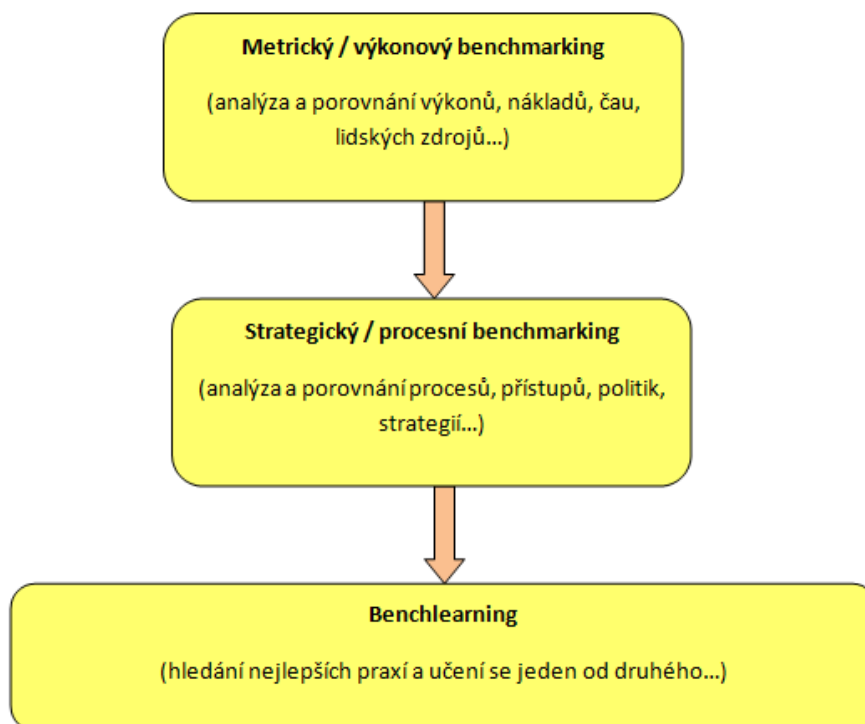 Metrický / výkonový benchmarking
(analýza a porovnání výkonů, nákladů, čau,
lidských zdrojů…)
Strategický / procesní benchmarking
(analýza a porovnání procesů, přístupů, politik,
strategií…)
Benchlearning
(hledání nejlepších praxí a učení se jeden od druhého…)